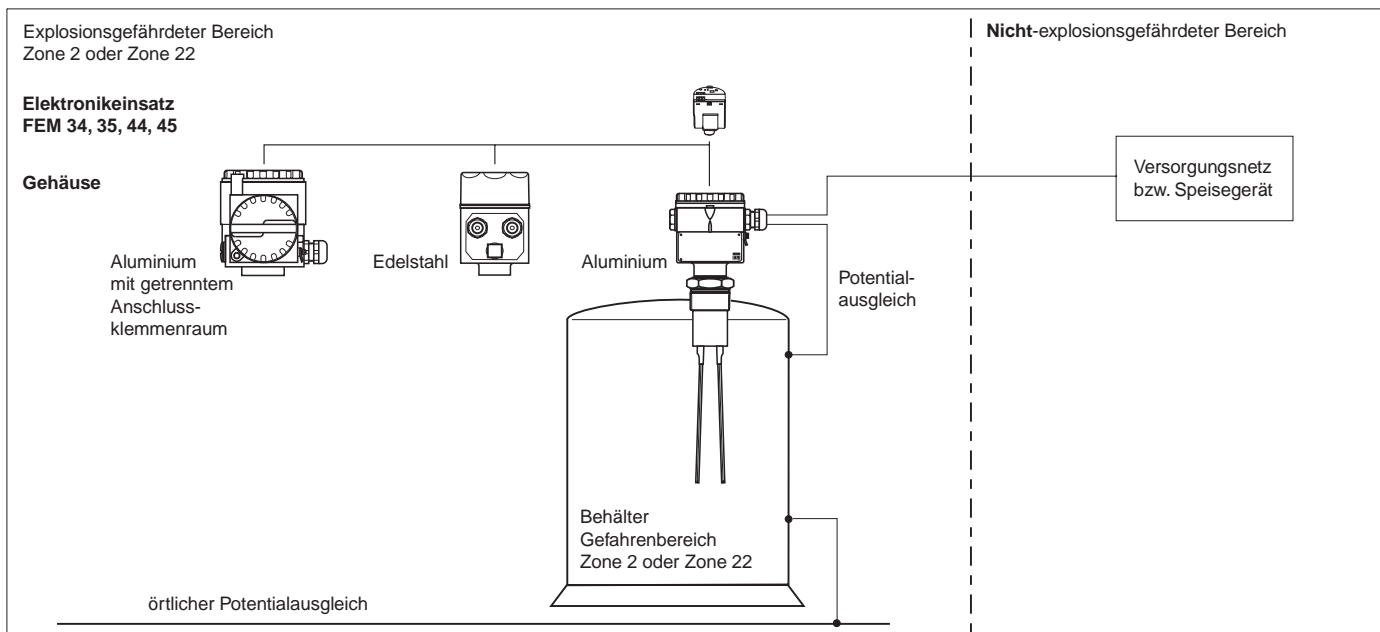 Explosionsgefährdeter Bereich
Zone 2 oder Zone 22
Nicht-explosionsgefährdeter Bereich
Elektronikeinsatz
FEM 34, 35, 44, 45
Gehäuse
Versorgungsnetz
bzw. Speisegerät
Aluminium
mit getrenntem
Anschluss-
klemmenraum
Edelstahl
Aluminium
Potential-
ausgleich
Behälter
Gefahrenbereich
Zone 2 oder Zone 22
örtlicher Potentialausgleich